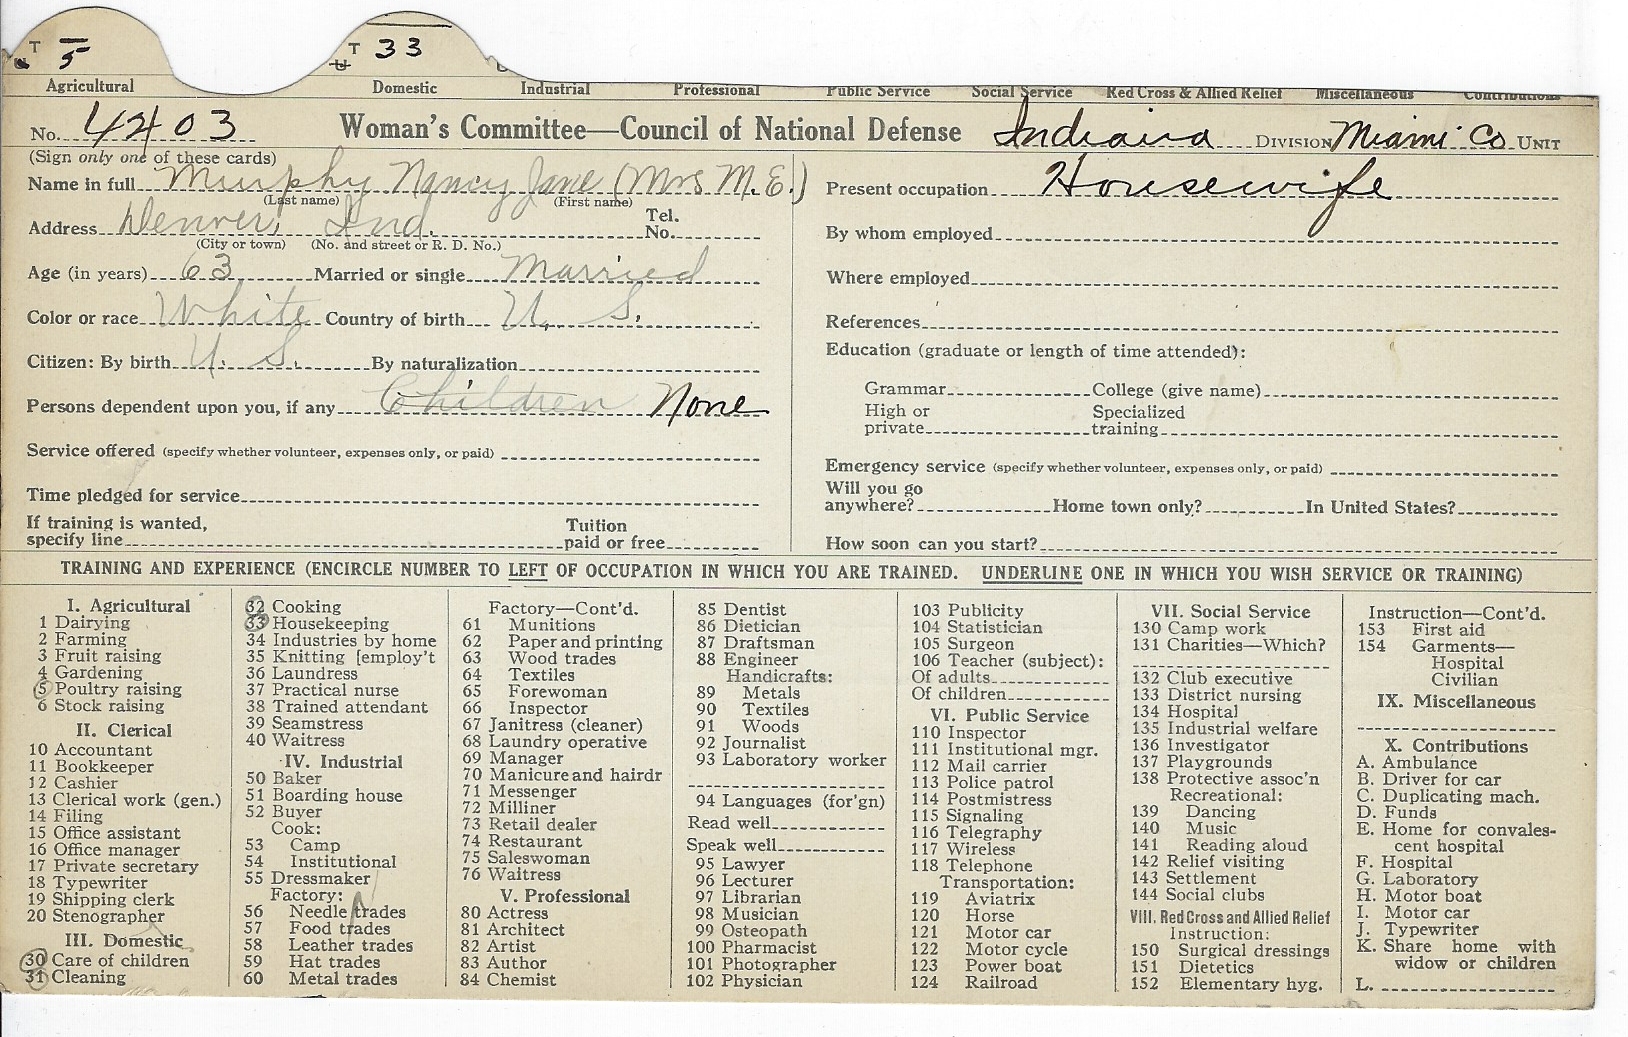 T 5 T 33
Agricultural Domestic Industrial Professional Public Service Social Service Red Cross & Allied Relief Miscellaneous Contributions
No. 4203 Woman's Committee—Council of National Defense Indiana DIVISION Miami Co UNIT
(Sign only one of these cards)
Name in full Murphy Nancy Jane (Mrs M. E.)
(Last name) (First name)
Address Denver, Ind. Tel. No.
(City or town) (No. and street or R. D. No.)
Age (in years) 63 Married or single Married
Color or race White Country of birth U. S.
Citizen: By birth U. S. By naturalization
Persons dependent upon you, if any Children None
Service offered (specify whether volunteer, expenses only, or paid)
Time pledged for service
If training is wanted,
specify line Tuition paid or free
Present occupation Housewife
By whom employed
Where employed
References
Education (graduate or length of time attended):
Grammar College (give name)
High or private Specialized training
Emergency service (specify whether volunteer, expenses only, or paid)
Will you go
anywhere? Home town only? In United States?
How soon can you start?
TRAINING AND EXPERIENCE (ENCIRCLE NUMBER TO LEFT OF OCCUPATION IN WHICH YOU ARE TRAINED. UNDERLINE ONE IN WHICH YOU WISH SERVICE OR TRAINING)
I. Agricultural
1 Dairying
2 Farming
3 Fruit raising
4 Gardening
5 Poultry raising
6 Stock raising
II. Clerical
10 Accountant
11 Bookkeeper
12 Cashier
13 Clerical work (gen.)
14 Filing
15 Office assistant
16 Office manager
17 Private secretary
18 Typewriter
19 Shipping clerk
20 Stenographer
III. Domestic
30 Care of children
31 Cleaning
32 Cooking
33 Housekeeping
34 Industries by home
35 Knitting [employ't
36 Laundress
37 Practical nurse
38 Trained attendant
39 Seamstress
40 Waitress
IV. Industrial
50 Baker
51 Boarding house
52 Buyer
Cook:
53 Camp
54 Institutional
55 Dressmaker
Factory:
56 Needle trades
57 Food trades
58 Leather trades
59 Hat trades
60 Metal trades
Factory—Cont'd.
61 Munitions
62 Paper and printing
63 Wood trades
64 Textiles
65 Forewoman
66 Inspector
67 Janitress (cleaner)
68 Laundry operative
69 Manager
70 Manicure and hairdr
71 Messenger
72 Milliner
73 Retail dealer
74 Restaurant
75 Saleswoman
76 Waitress
V. Professional
80 Actress
81 Architect
82 Artist
83 Author
84 Chemist
85 Dentist
86 Dietician
87 Draftsman
88 Engineer
Handicrafts:
89 Metals
90 Textiles
91 Woods
92 Journalist
93 Laboratory worker
94 Languages (for'gn)
Read well
Speak well
95 Lawyer
96 Lecturer
97 Librarian
98 Musician
99 Osteopath
100 Pharmacist
101 Photographer
102 Physician
103 Publicity
104 Statistician
105 Surgeon
106 Teacher (subject):
Of adults
Of children
VI. Public Service
110 Inspector
111 Institutional mgr.
112 Mail carrier
113 Police patrol
114 Postmistress
115 Signaling
116 Telegraphy
117 Wireless
118 Telephone
Transportation:
119 Aviatrix
120 Horse
121 Motor car
122 Motor cycle
123 Power boat
124 Railroad
VII. Social Service
130 Camp work
131 Charities—Which?
132 Club executive
133 District nursing
134 Hospital
135 Industrial welfare
136 Investigator
137 Playgrounds
138 Protective assoc'n
Recreational:
139 Dancing
140 Music
141 Reading aloud
142 Relief visiting
143 Settlement
144 Social clubs
VIII. Red Cross and Allied Relief
Instruction:
150 Surgical dressings
151 Dietetics
152 Elementary hyg.
Instruction—Cont'd.
153 First aid
154 Garments—
Hospital
Civilian
IX. Miscellaneous
X. Contributions
A. Ambulance
B. Driver for car
C. Duplicating mach.
D. Funds
E. Home for convales-
cent hospital
F. Hospital
G. Laboratory
H. Motor boat
I. Motor car
J. Typewriter
K. Share home with
widow or children
L.